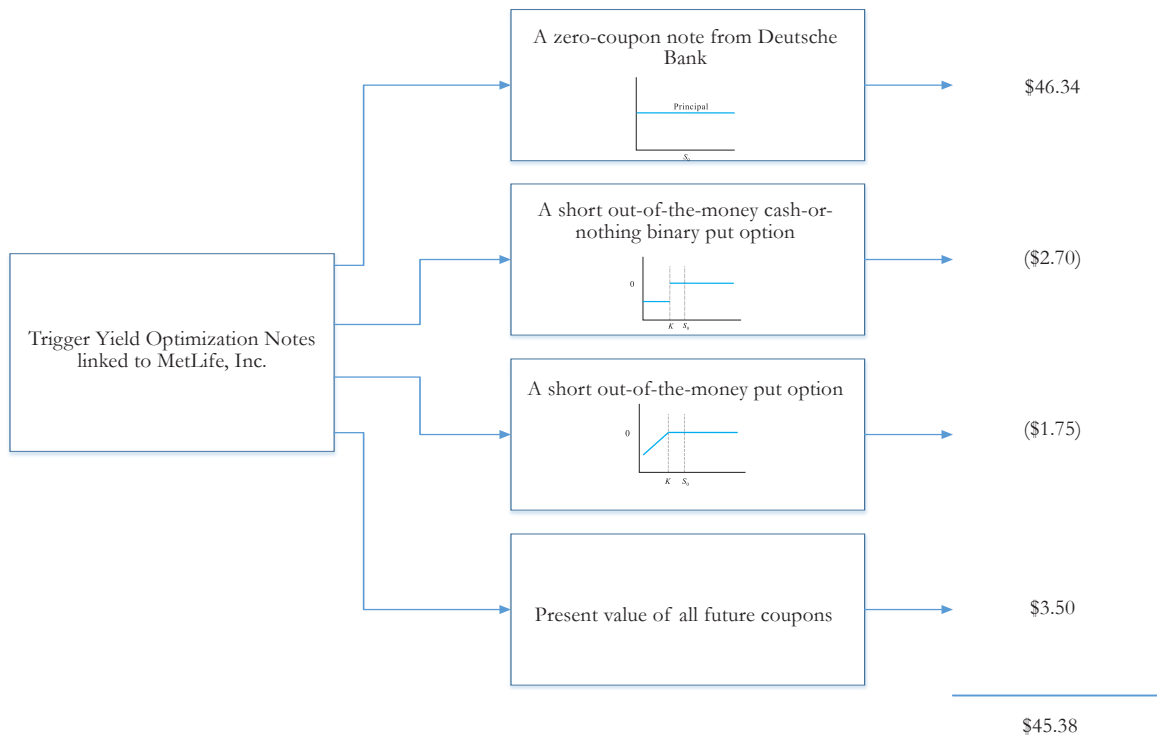 A zero-coupon note from Deutsche
Bank
Principal
S₀
$46.34
A short out-of-the-money cash-or-
nothing binary put option
0
K S₀
($2.70)
Trigger Yield Optimization Notes
linked to MetLife, Inc.
A short out-of-the-money put option
0
K S₀
($1.75)
Present value of all future coupons
$3.50
$45.38